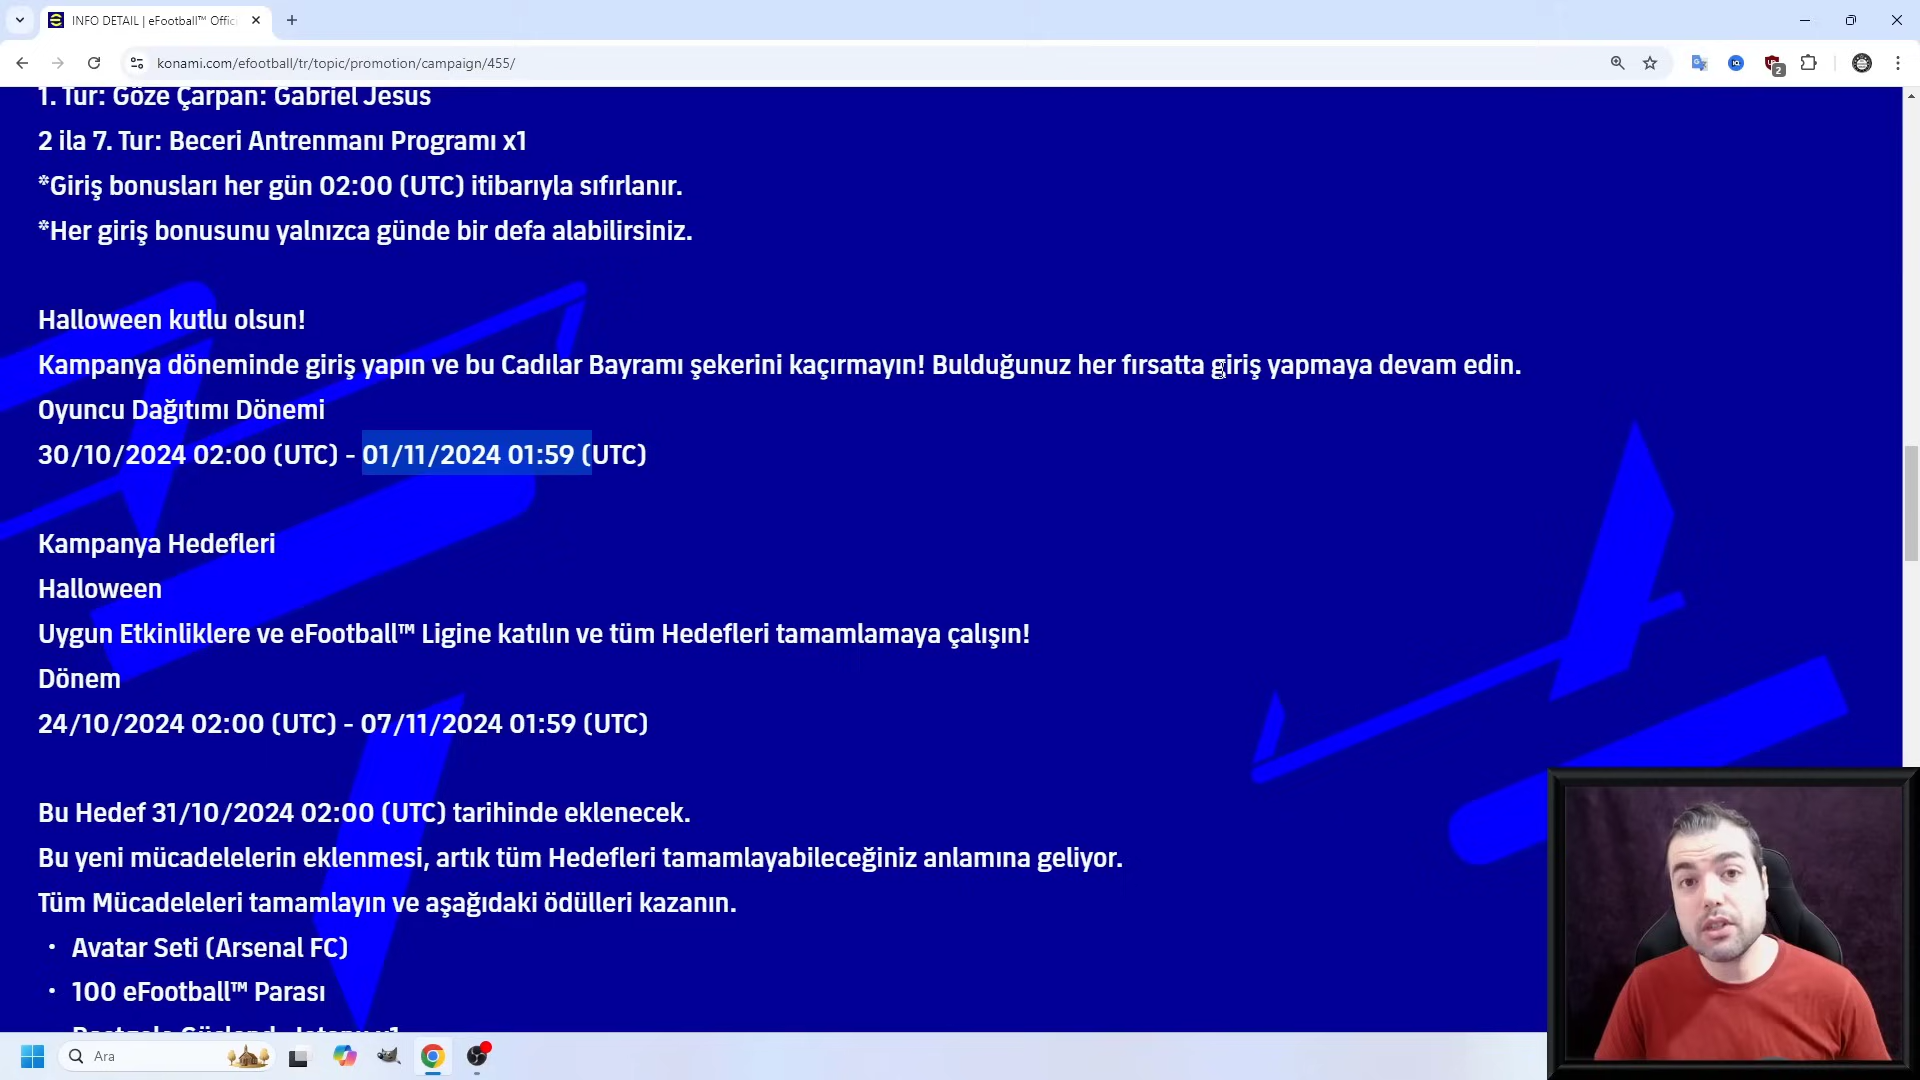 INFO DETAIL | eFootball™ Offic
konami.com/efootball/tr/topic/promotion/campaign/455/
2
1. Tur: Göze Çarpan: Gabriel Jesus
2 ila 7. Tur: Beceri Antrenmanı Programı x1
*Giriş bonusları her gün 02:00 (UTC) itibarıyla sıfırlanır.
*Her giriş bonusunu yalnızca günde bir defa alabilirsiniz.
Halloween kutlu olsun!
Kampanya döneminde giriş yapın ve bu Cadılar Bayramı şekerini kaçırmayın! Bulduğunuz her fırsatta giriş yapmaya devam edin.
Oyuncu Dağıtımı Dönemi
30/10/2024 02:00 (UTC) - 01/11/2024 01:59 (UTC)
Kampanya Hedefleri
Halloween
Uygun Etkinliklere ve eFootball™ Ligine katılın ve tüm Hedefleri tamamlamaya çalışın!
Dönem
24/10/2024 02:00 (UTC) - 07/11/2024 01:59 (UTC)
Bu Hedef 31/10/2024 02:00 (UTC) tarihinde eklenecek.
Bu yeni mücadelelerin eklenmesi, artık tüm Hedefleri tamamlayabileceğiniz anlamına geliyor.
Tüm Mücadeleleri tamamlayın ve aşağıdaki ödülleri kazanın.
・ Avatar Seti (Arsenal FC)
・ 100 eFootball™ Parası
Ara